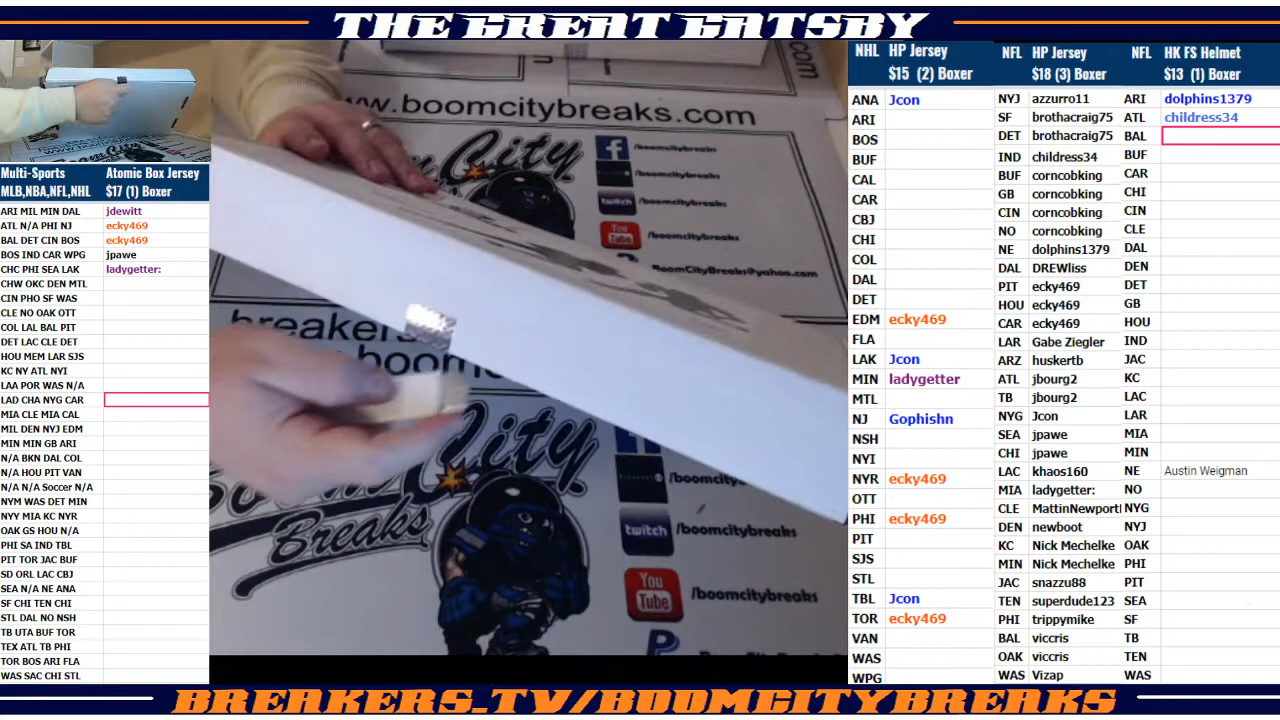 THE GREAT GATSBY
Multi-Sports Atomic Box Jersey
MLB,NBA,NFL,NHL $17 (1) Boxer
ARI MIL MIN DAL jdewitt
ATL N/A PHI NJ ecky469
BAL DET CIN BOS ecky469
BOS IND CAR WPG jpawe
CHC PHI SEA LAK ladygetter:
CHW OKC DEN MTL
CIN PHO SF WAS
CLE NO OAK OTT
COL LAL BAL PIT
DET LAC CLE DET
HOU MEM LAR SJS
KC NY ATL NYI
LAA POR WAS N/A
LAD CHA NYG CAR
MIA CLE MIA CAL
MIL DEN NYJ EDM
MIN MIN GB ARI
N/A BKN DAL COL
N/A HOU PIT VAN
N/A N/A Soccer N/A
NYM WAS DET MIN
NYY MIA KC NYR
OAK GS HOU N/A
PHI SA IND TBL
PIT TOR JAC BUF
SD ORL LAC CBJ
SEA N/A NE ANA
SF CHI TEN CHI
STL DAL NO NSH
TB UTA BUF TOR
TEX ATL TB PHI
TOR BOS ARI FLA
WAS SAC CHI STL
com
www.boomcitybreaks.com
City
/boomcitybreaks
twitch /boomcitybreaks
You Tube /boomcitybreaks
BoomCityBreaks@yahoo.com
breakers
boom
City
Breaks
/boomcitybreaks
twitch /boomcitybreaks
You Tube /boomcitybreaks
NHL HP Jersey
$15 (2) Boxer
ANA Jcon
ARI
BOS
BUF
CAL
CAR
CBJ
CHI
COL
DAL
DET
EDM ecky469
FLA
LAK Jcon
MIN ladygetter
MTL
NJ Gophishn
NSH
NYI
NYR ecky469
OTT
PHI ecky469
PIT
SJS
STL
TBL Jcon
TOR ecky469
VAN
WAS
WPG
NFL HP Jersey
$18 (3) Boxer
NYJ azzurro11
SF brothacraig75
DET brothacraig75
IND childress34
BUF corncobking
GB corncobking
CIN corncobking
NO corncobking
NE dolphins1379
DAL DREWliss
PIT ecky469
HOU ecky469
CAR ecky469
LAR Gabe Ziegler
ARZ huskertb
ATL jbourg2
TB jbourg2
NYG Jcon
SEA jpawe
CHI jpawe
LAC khaos160
MIA ladygetter:
CLE MattinNewport
DEN newboot
KC Nick Mechelke
MIN Nick Mechelke
JAC snazzu88
TEN superdude123
PHI trippymike
BAL viccris
OAK viccris
WAS Vizap
NFL HK FS Helmet
$13 (1) Boxer
ARI dolphins1379
ATL childress34
BAL
BUF
CAR
CHI
CIN
CLE
DAL
DEN
DET
GB
HOU
IND
JAC
KC
LAC
LAR
MIA
MIN
NE Austin Weigman
NO
NYG
NYJ
OAK
PHI
PIT
SEA
SF
TB
TEN
WAS
BREAKERS.TV/BOOMCITYBREAKS